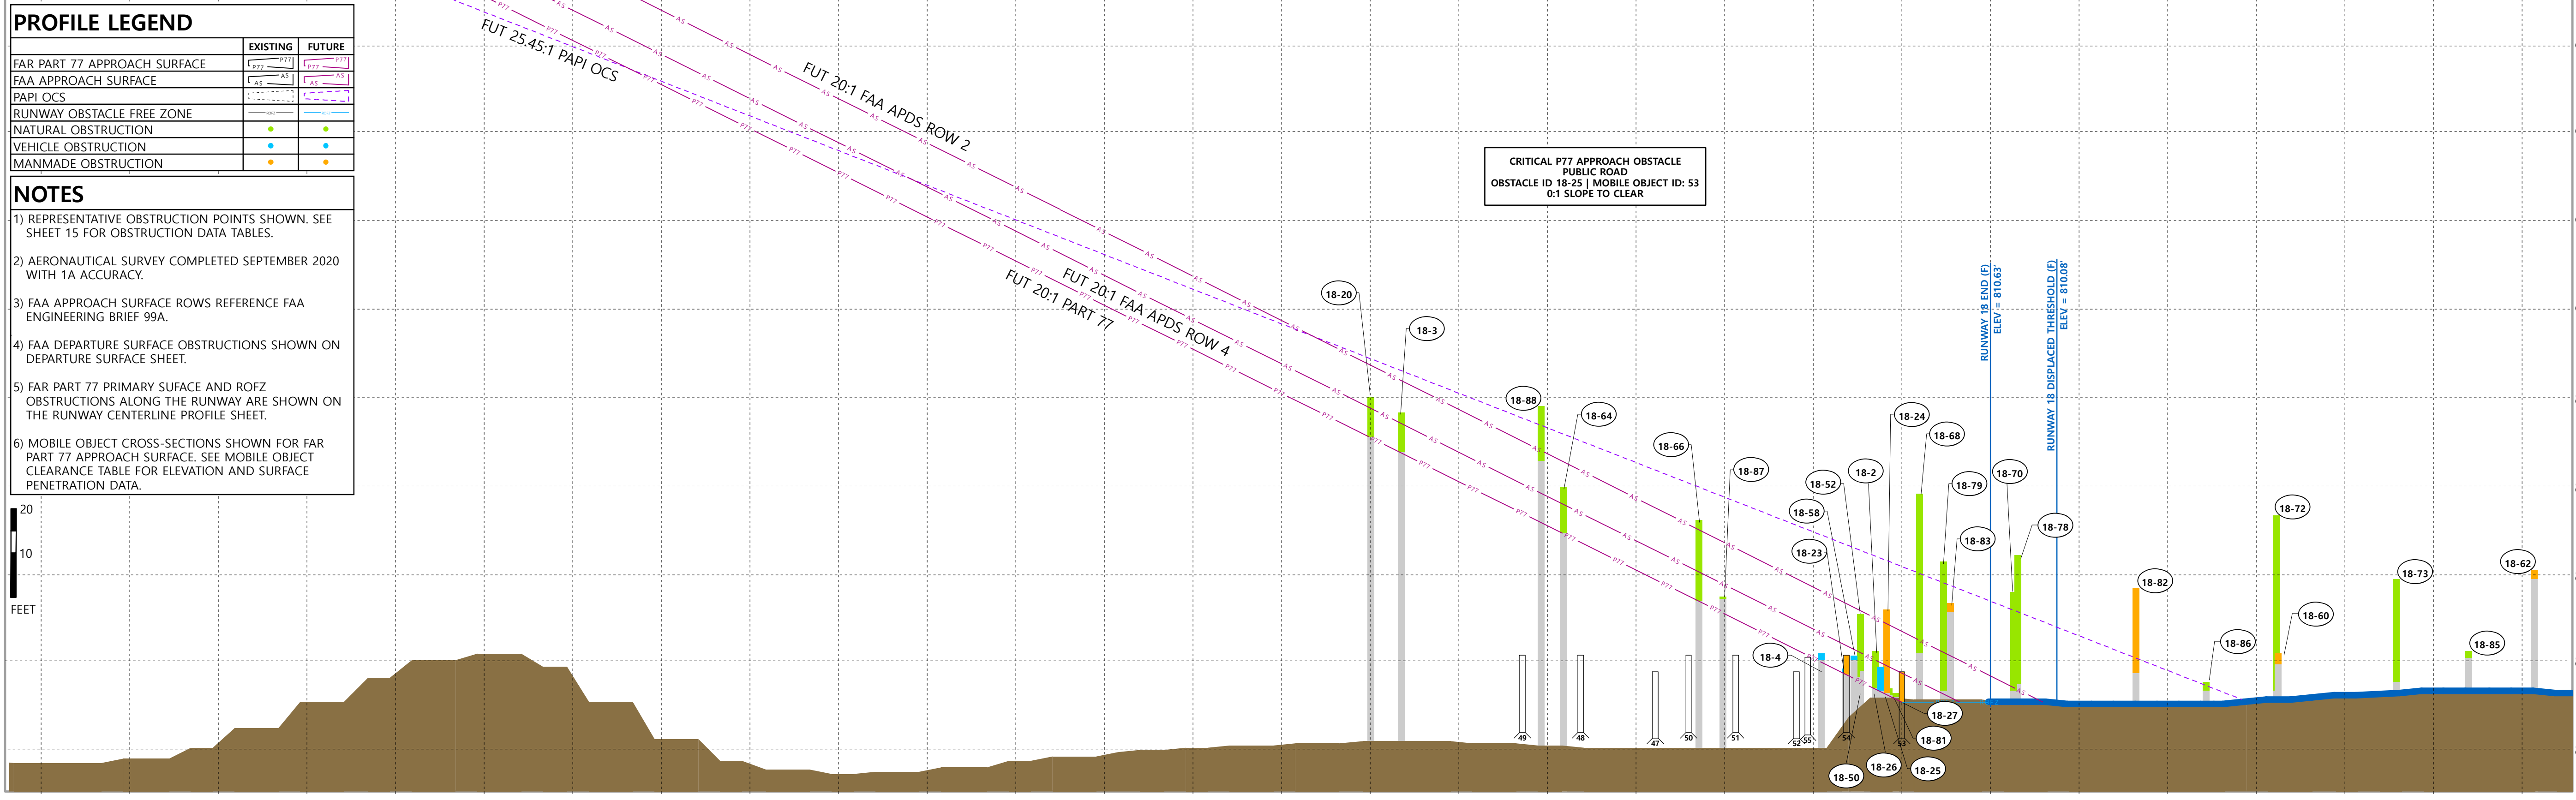 PROFILE LEGEND
EXISTING FUTURE
FAR PART 77 APPROACH SURFACE P77 P77 P77 P77
FAA APPROACH SURFACE AS AS AS AS
PAPI OCS
RUNWAY OBSTACLE FREE ZONE
NATURAL OBSTRUCTION
VEHICLE OBSTRUCTION
MANMADE OBSTRUCTION
NOTES
1) REPRESENTATIVE OBSTRUCTION POINTS SHOWN. SEE
SHEET 15 FOR OBSTRUCTION DATA TABLES.
2) AERONAUTICAL SURVEY COMPLETED SEPTEMBER 2020
WITH 1A ACCURACY.
3) FAA APPROACH SURFACE ROWS REFERENCE FAA
ENGINEERING BRIEF 99A.
4) FAA DEPARTURE SURFACE OBSTRUCTIONS SHOWN ON
DEPARTURE SURFACE SHEET.
5) FAR PART 77 PRIMARY SUFACE AND ROFZ
OBSTRUCTIONS ALONG THE RUNWAY ARE SHOWN ON
THE RUNWAY CENTERLINE PROFILE SHEET.
6) MOBILE OBJECT CROSS-SECTIONS SHOWN FOR FAR
PART 77 APPROACH SURFACE. SEE MOBILE OBJECT
CLEARANCE TABLE FOR ELEVATION AND SURFACE
PENETRATION DATA.
20
10
FEET
FUT 25.45:1 PAPI OCS
FUT 20:1 FAA APDS ROW 2
FUT 20:1 FAA APDS ROW 4
FUT 20:1 PART 77
CRITICAL P77 APPROACH OBSTACLE
PUBLIC ROAD
OBSTACLE ID 18-25 | MOBILE OBJECT ID: 53
0:1 SLOPE TO CLEAR
RUNWAY 18 END (F)
ELEV = 810.63'
RUNWAY 18 DISPLACED THRESHOLD (F)
ELEV = 810.08'
18-20
18-3
18-88
18-64
18-66
18-87
18-52
18-58
18-23
18-4
18-2
18-24
18-68
18-79
18-83
18-70
18-78
18-82
18-86
18-72
18-60
18-73
18-85
18-62
18-27
18-81
18-25
18-26
18-50
49
48
47
50
51
52
55
54
53